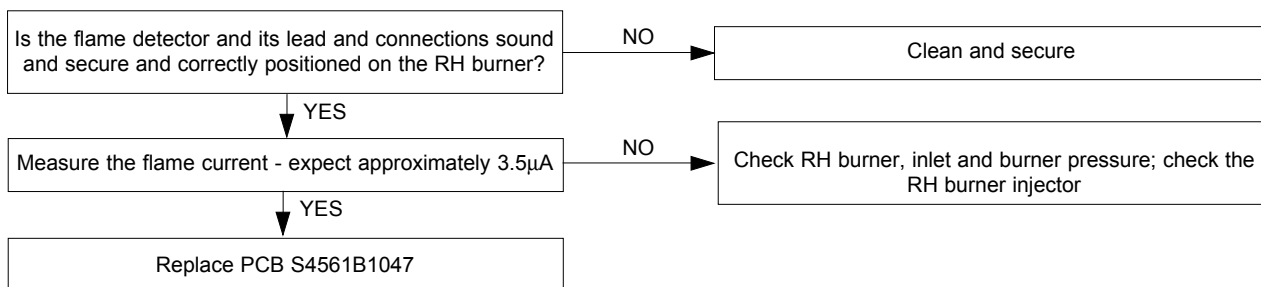 Is the flame detector and its lead and connections sound
and secure and correctly positioned on the RH burner?
NO
Clean and secure
YES
Measure the flame current - expect approximately 3.5µA
NO
Check RH burner, inlet and burner pressure; check the
RH burner injector
YES
Replace PCB S4561B1047